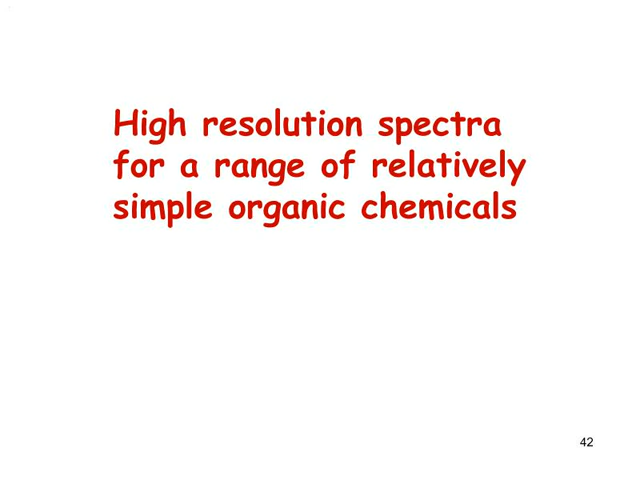 High resolution spectra
for a range of relatively
simple organic chemicals
42